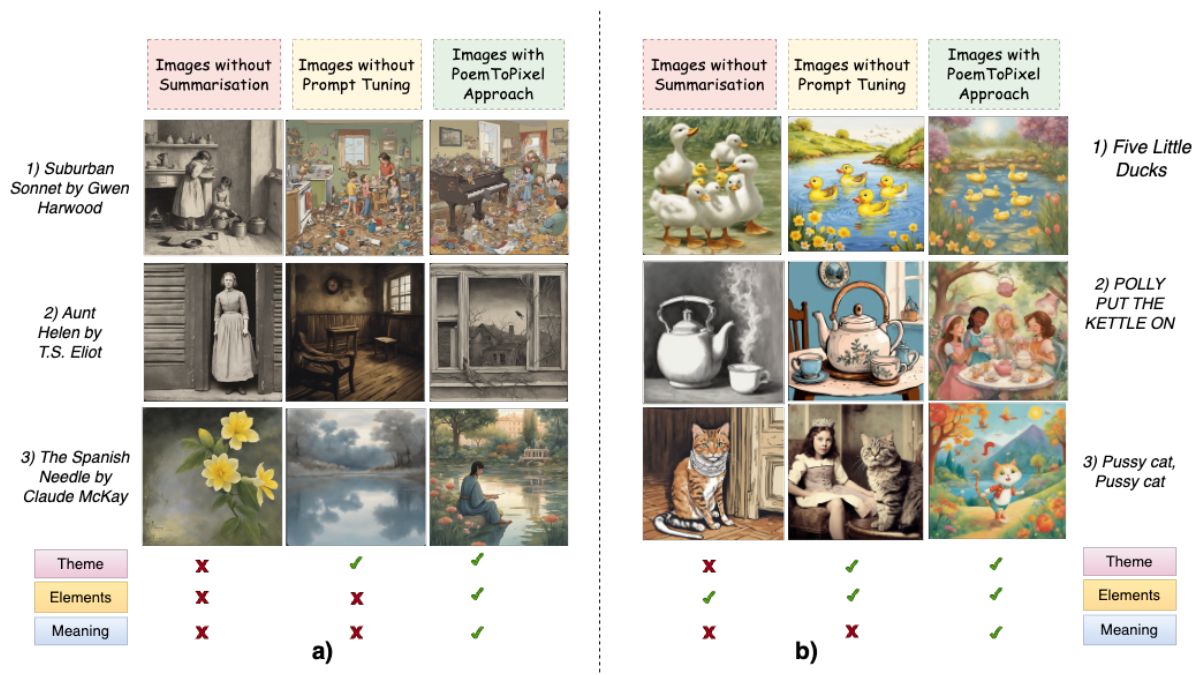 Images without
Summarisation
Images without
Prompt Tuning
Images with
PoemToPixel
Approach
1) Suburban
Sonnet by Gwen
Harwood
2) Aunt
Helen by
T.S. Eliot
3) The Spanish
Needle by
Claude McKay
Theme
X
✓
✓
Elements
X
X
✓
Meaning
X
X
✓
a)
Images without
Summarisation
Images without
Prompt Tuning
Images with
PoemToPixel
Approach
1) Five Little
Ducks
2) POLLY
PUT THE
KETTLE ON
3) Pussy cat,
Pussy cat
X
✓
✓
Theme
✓
✓
✓
Elements
X
X
✓
Meaning
b)